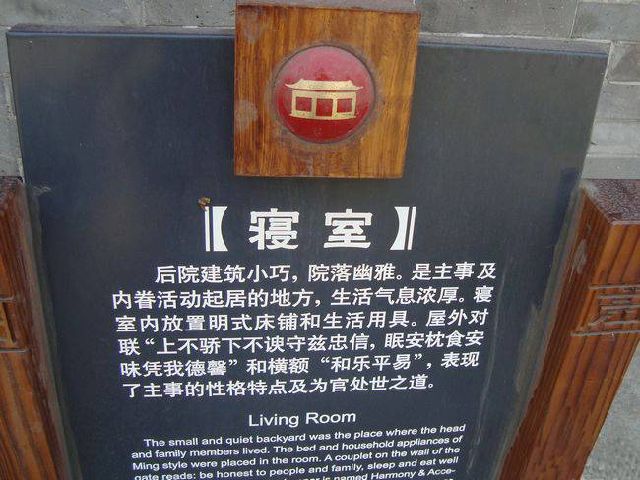 【寝室】
后院建筑小巧，院落幽雅。是主事及
内眷活动起居的地方，生活气息浓厚。寝
室内放置明式床铺和生活用具。屋外对
联“上不骄下不谀守兹忠信，眠安枕食安
味凭我德馨”和横额“和乐平易”，表现
了主事的性格特点及为官处世之道。
Living Room
The small and quiet backyard was the place where the head
and family members lived. The bed and household appliances of
Ming style were placed in the room. A couplet on the wall of the
gate reads: be honest to people and family, sleep and eat well
is named Harmony & Acce-